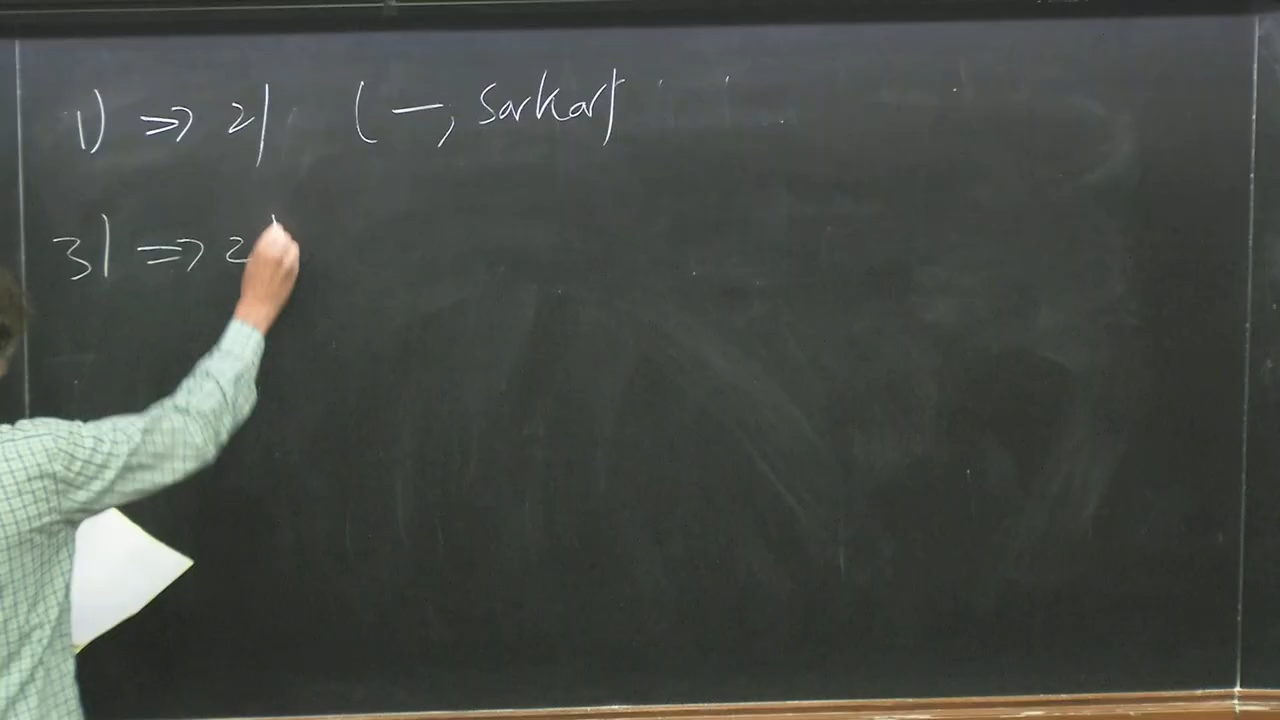 1) ⇒ 2) (—, Sarkar)
3) ⇒ 2)